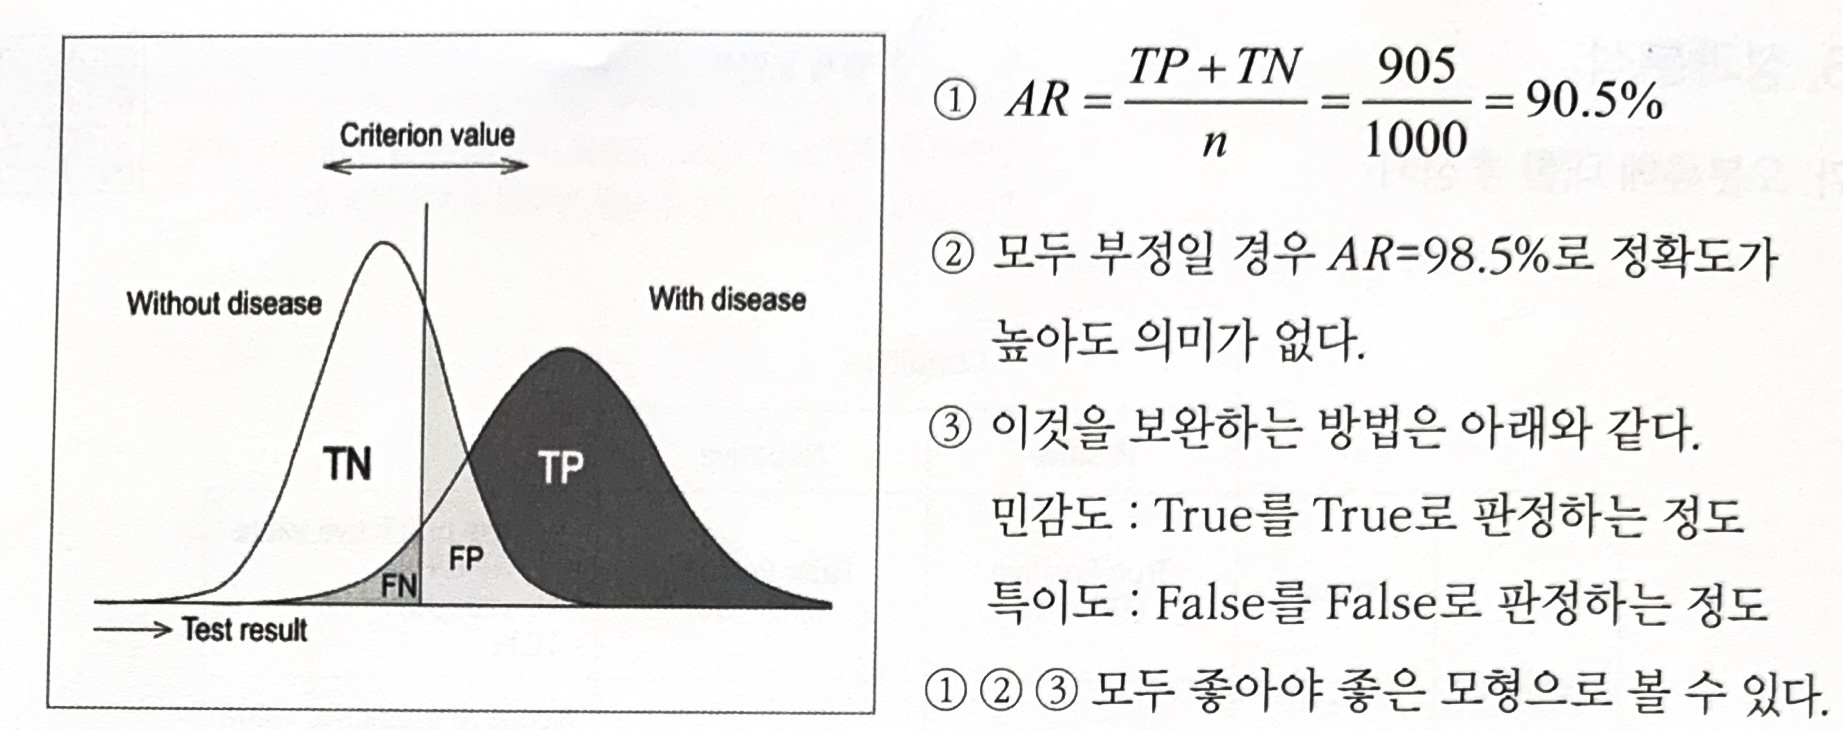 Criterion value
Without disease
With disease
TN
TP
FN
FP
Test result
① AR = \frac{TP + TN}{n} = \frac{905}{1000} = 90.5%
② 모두 부정일 경우 AR=98.5%로 정확도가
높아도 의미가 없다.
③ 이것을 보완하는 방법은 아래와 같다.
민감도 : True를 True로 판정하는 정도
특이도 : False를 False로 판정하는 정도
① ② ③ 모두 좋아야 좋은 모형으로 볼 수 있다.